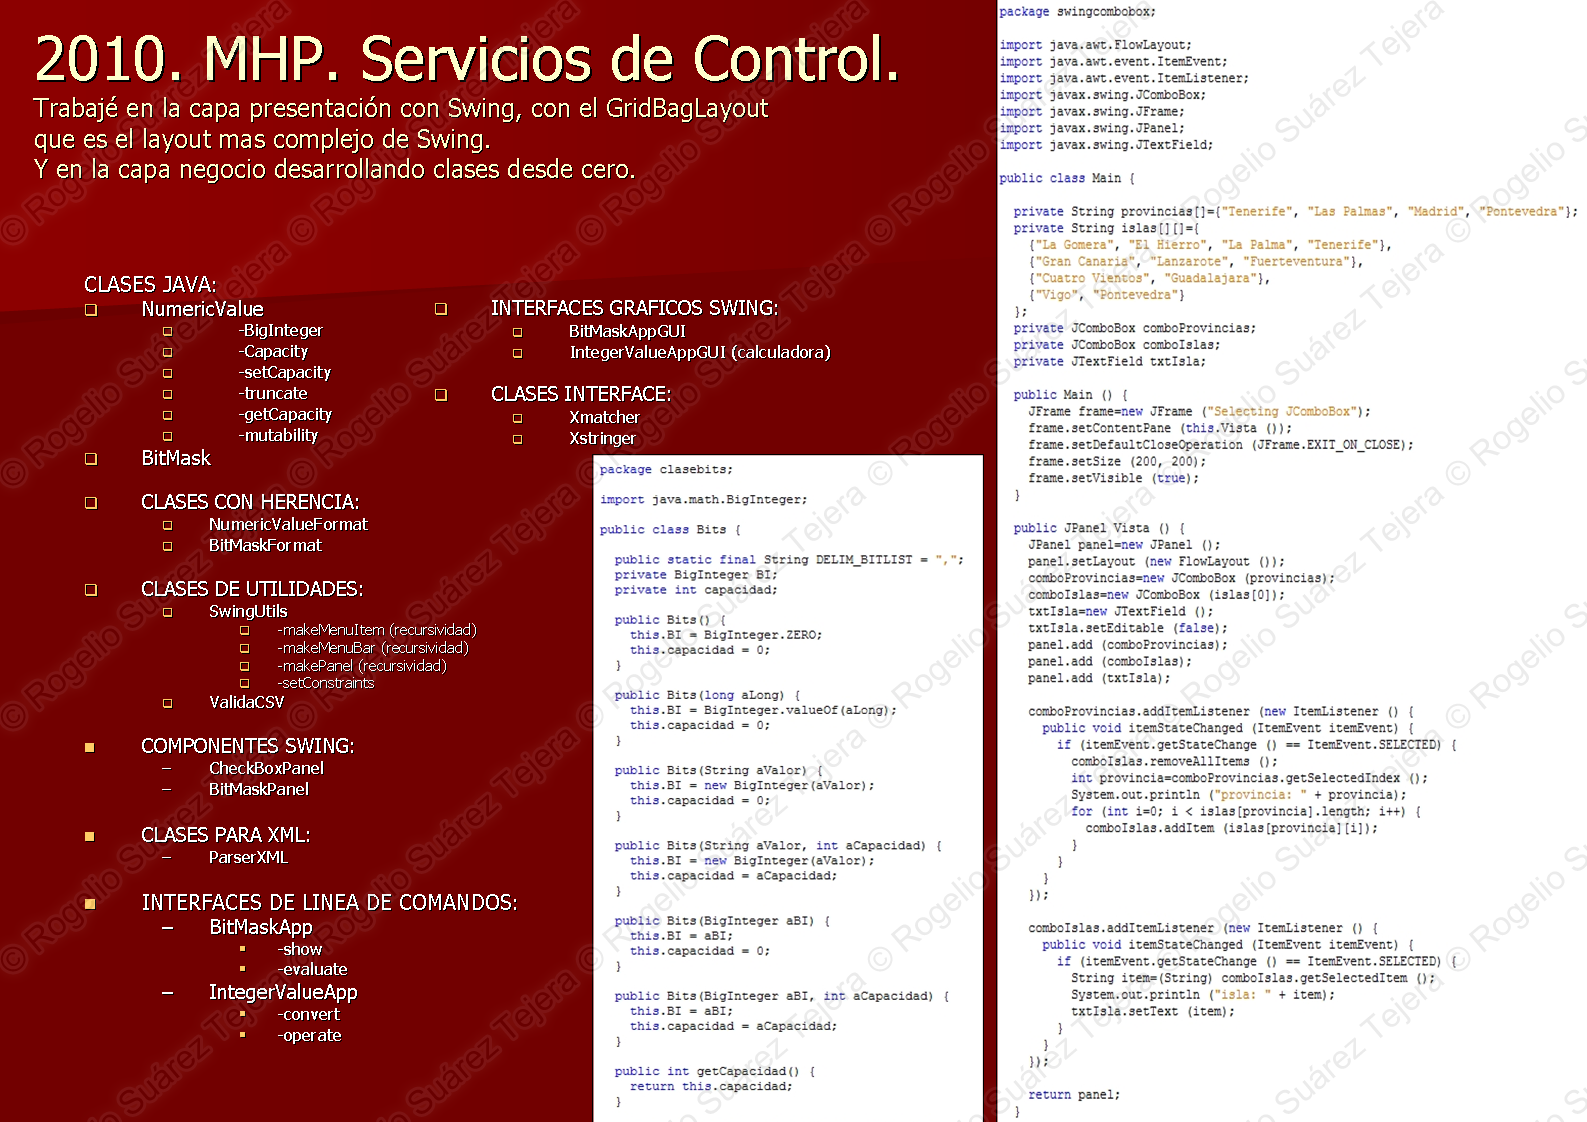 2010. MHP. Servicios de Control.
Trabajé en la capa presentación con Swing, con el GridBagLayout
que es el layout mas complejo de Swing.
Y en la capa negocio desarrollando clases desde cero.
CLASES JAVA:
NumericValue
-BigInteger
-Capacity
-setCapacity
-truncate
-getCapacity
-mutability
BitMask
CLASES CON HERENCIA:
NumericValueFormat
BitMaskFormat
CLASES DE UTILIDADES:
SwingUtils
-makeMenuItem (recursividad)
-makeMenuBar (recursividad)
-makePanel (recursividad)
-setConstraints
ValidaCSV
COMPONENTES SWING:
– CheckBoxPanel
– BitMaskPanel
CLASES PARA XML:
– ParserXML
INTERFACES DE LINEA DE COMANDOS:
– BitMaskApp
-show
-evaluate
– IntegerValueApp
-convert
-operate
INTERFACES GRAFICOS SWING:
BitMaskAppGUI
IntegerValueAppGUI (calculadora)
CLASES INTERFACE:
Xmatcher
Xstringer
package clasebits;
import java.math.BigInteger;
public class Bits {
public static final String DELIM_BITLIST = ",";
private BigInteger BI;
private int capacidad;
public Bits() {
this.BI = BigInteger.ZERO;
this.capacidad = 0;
}
public Bits(long aLong) {
this.BI = BigInteger.valueOf(aLong);
this.capacidad = 0;
}
public Bits(String aValor) {
this.BI = new BigInteger(aValor);
this.capacidad = 0;
}
public Bits(String aValor, int aCapacidad) {
this.BI = new BigInteger(aValor);
this.capacidad = aCapacidad;
}
public Bits(BigInteger aBI) {
this.BI = aBI;
this.capacidad = 0;
}
public Bits(BigInteger aBI, int aCapacidad) {
this.BI = aBI;
this.capacidad = aCapacidad;
}
public int getCapacidad() {
return this.capacidad;
}
package swingcombobox;
import java.awt.FlowLayout;
import java.awt.event.ItemEvent;
import java.awt.event.ItemListener;
import javax.swing.JComboBox;
import javax.swing.JFrame;
import javax.swing.JPanel;
import javax.swing.JTextField;
public class Main {
private String provincias[]={"Tenerife", "Las Palmas", "Madrid", "Pontevedra"};
private String islas[][]={
{"La Gomera", "El Hierro", "La Palma", "Tenerife"},
{"Gran Canaria", "Lanzarote", "Fuerteventura"},
{"Cuatro Vientos", "Guadalajara"},
{"Vigo", "Pontevedra"}
};
private JComboBox comboProvincias;
private JComboBox comboIslas;
private JTextField txtIsla;
public Main () {
JFrame frame=new JFrame ("Selecting JComboBox");
frame.setContentPane (this.Vista ());
frame.setDefaultCloseOperation (JFrame.EXIT_ON_CLOSE);
frame.setSize (200, 200);
frame.setVisible (true);
}
public JPanel Vista () {
JPanel panel=new JPanel ();
panel.setLayout (new FlowLayout ());
comboProvincias=new JComboBox (provincias);
comboIslas=new JComboBox (islas[0]);
txtIsla=new JTextField ();
txtIsla.setEditable (false);
panel.add (comboProvincias);
panel.add (comboIslas);
panel.add (txtIsla);
comboProvincias.addItemListener (new ItemListener () {
public void itemStateChanged (ItemEvent itemEvent) {
if (itemEvent.getStateChange () == ItemEvent.SELECTED) {
comboIslas.removeAllItems ();
int provincia=comboProvincias.getSelectedIndex ();
System.out.println ("provincia: " + provincia);
for (int i=0; i < islas[provincia].length; i++) {
comboIslas.addItem (islas[provincia][i]);
}
}
}
});
comboIslas.addItemListener (new ItemListener () {
public void itemStateChanged (ItemEvent itemEvent) {
if (itemEvent.getStateChange () == ItemEvent.SELECTED) {
String item=(String) comboIslas.getSelectedItem ();
System.out.println ("isla: " + item);
txtIsla.setText (item);
}
}
});
return panel;
}
© Rogelio Suárez Tejera